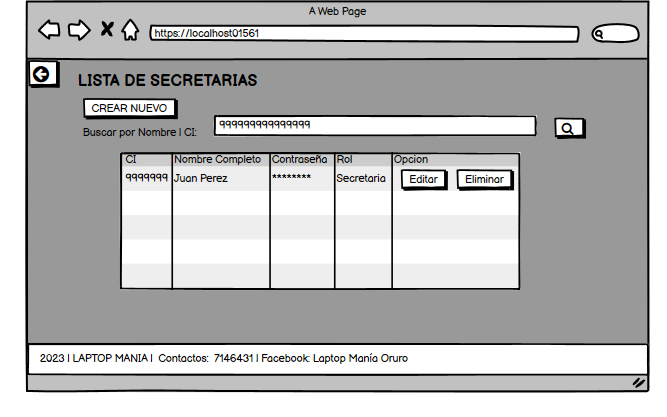 A Web Page
https://localhost01561
LISTA DE SECRETARIAS
CREAR NUEVO
Buscar por Nombre | CI: 999999999999999
CI Nombre Completo Contraseña Rol Opcion
9999999 Juan Perez ******** Secretaria Editar Eliminar
2023 | LAPTOP MANIA | Contactos: 7146431 | Facebook: Laptop Manía Oruro